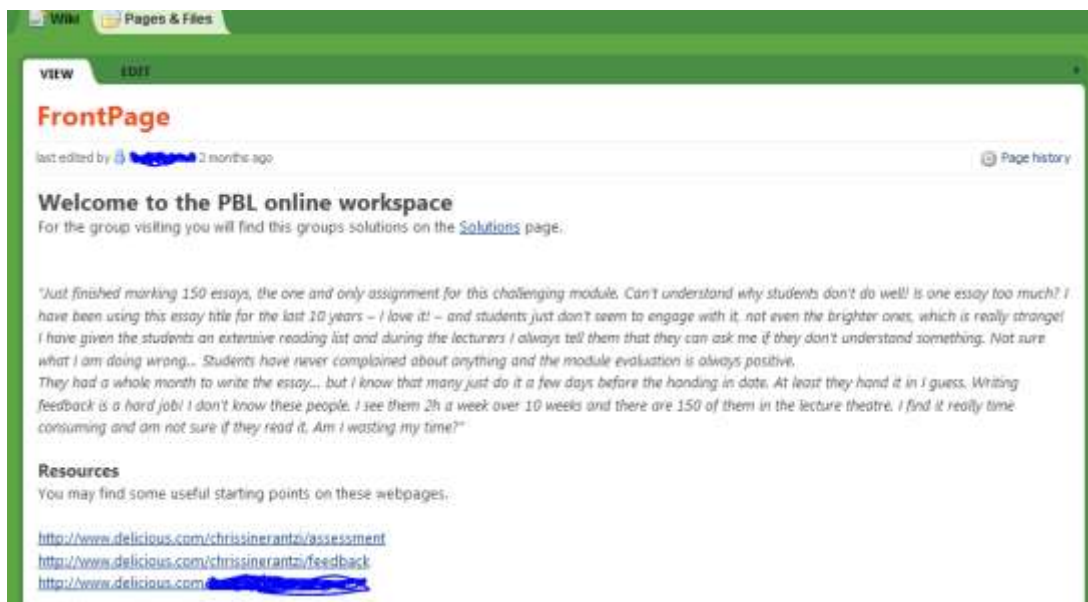 Wiki
Pages & Files
VIEW
EDIT
FrontPage
last edited by 2 months ago
Page history
Welcome to the PBL online workspace
For the group visiting you will find this groups solutions on the Solutions page.
"Just finished marking 150 essays, the one and only assignment for this challenging module. Can't understand why students don't do well! Is one essay too much? I
have been using this essay title for the last 10 years – I love it! – and students just don't seem to engage with it, not even the brighter ones, which is really strange!
I have given the students an extensive reading list and during the lecturers I always tell them that they can ask me if they don't understand something. Not sure
what I am doing wrong... Students have never complained about anything and the module evaluation is always positive.
They had a whole month to write the essay... but I know that many just do it a few days before the handing in date. At least they hand it in I guess. Writing
feedback is a hard job! I don't know these people. I see them 2h a week over 10 weeks and there are 150 of them in the lecture theatre. I find it really time
consuming and am not sure if they read it. Am I wasting my time?"
Resources
You may find some useful starting points on these webpages.
http://www.delicious.com/chrissinerantzi/assessment
http://www.delicious.com/chrissinerantzi/feedback
http://www.delicious.com